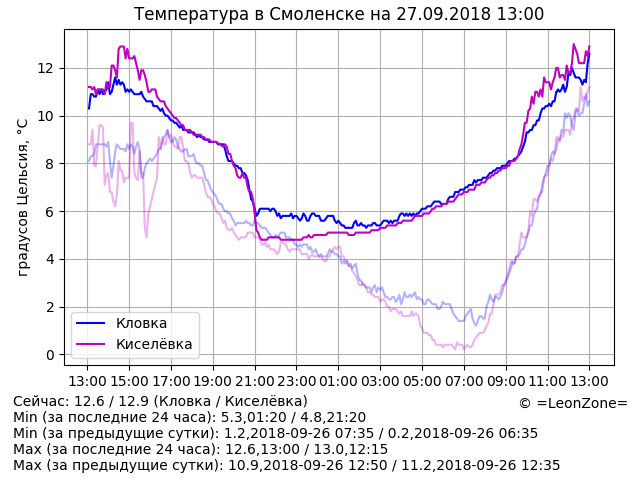 Температура в Смоленске на 27.09.2018 13:00
градусов Цельсия, °C
12
10
8
6
4
2
0
Кловка
Киселёвка
13:00 15:00 17:00 19:00 21:00 23:00 01:00 03:00 05:00 07:00 09:00 11:00 13:00
Сейчас: 12.6 / 12.9 (Кловка / Киселёвка)
© =LeonZone=
Min (за последние 24 часа): 5.3,01:20 / 4.8,21:20
Min (за предыдущие сутки): 1.2,2018-09-26 07:35 / 0.2,2018-09-26 06:35
Max (за последние 24 часа): 12.6,13:00 / 13.0,12:15
Max (за предыдущие сутки): 10.9,2018-09-26 12:50 / 11.2,2018-09-26 12:35